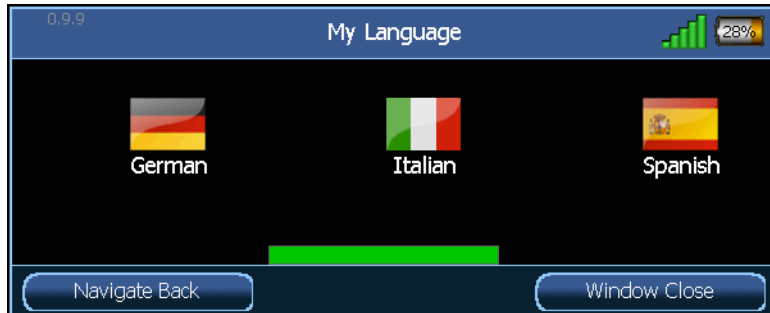 0.9.9
My Language
28%
German
Italian
Spanish
Navigate Back
Window Close